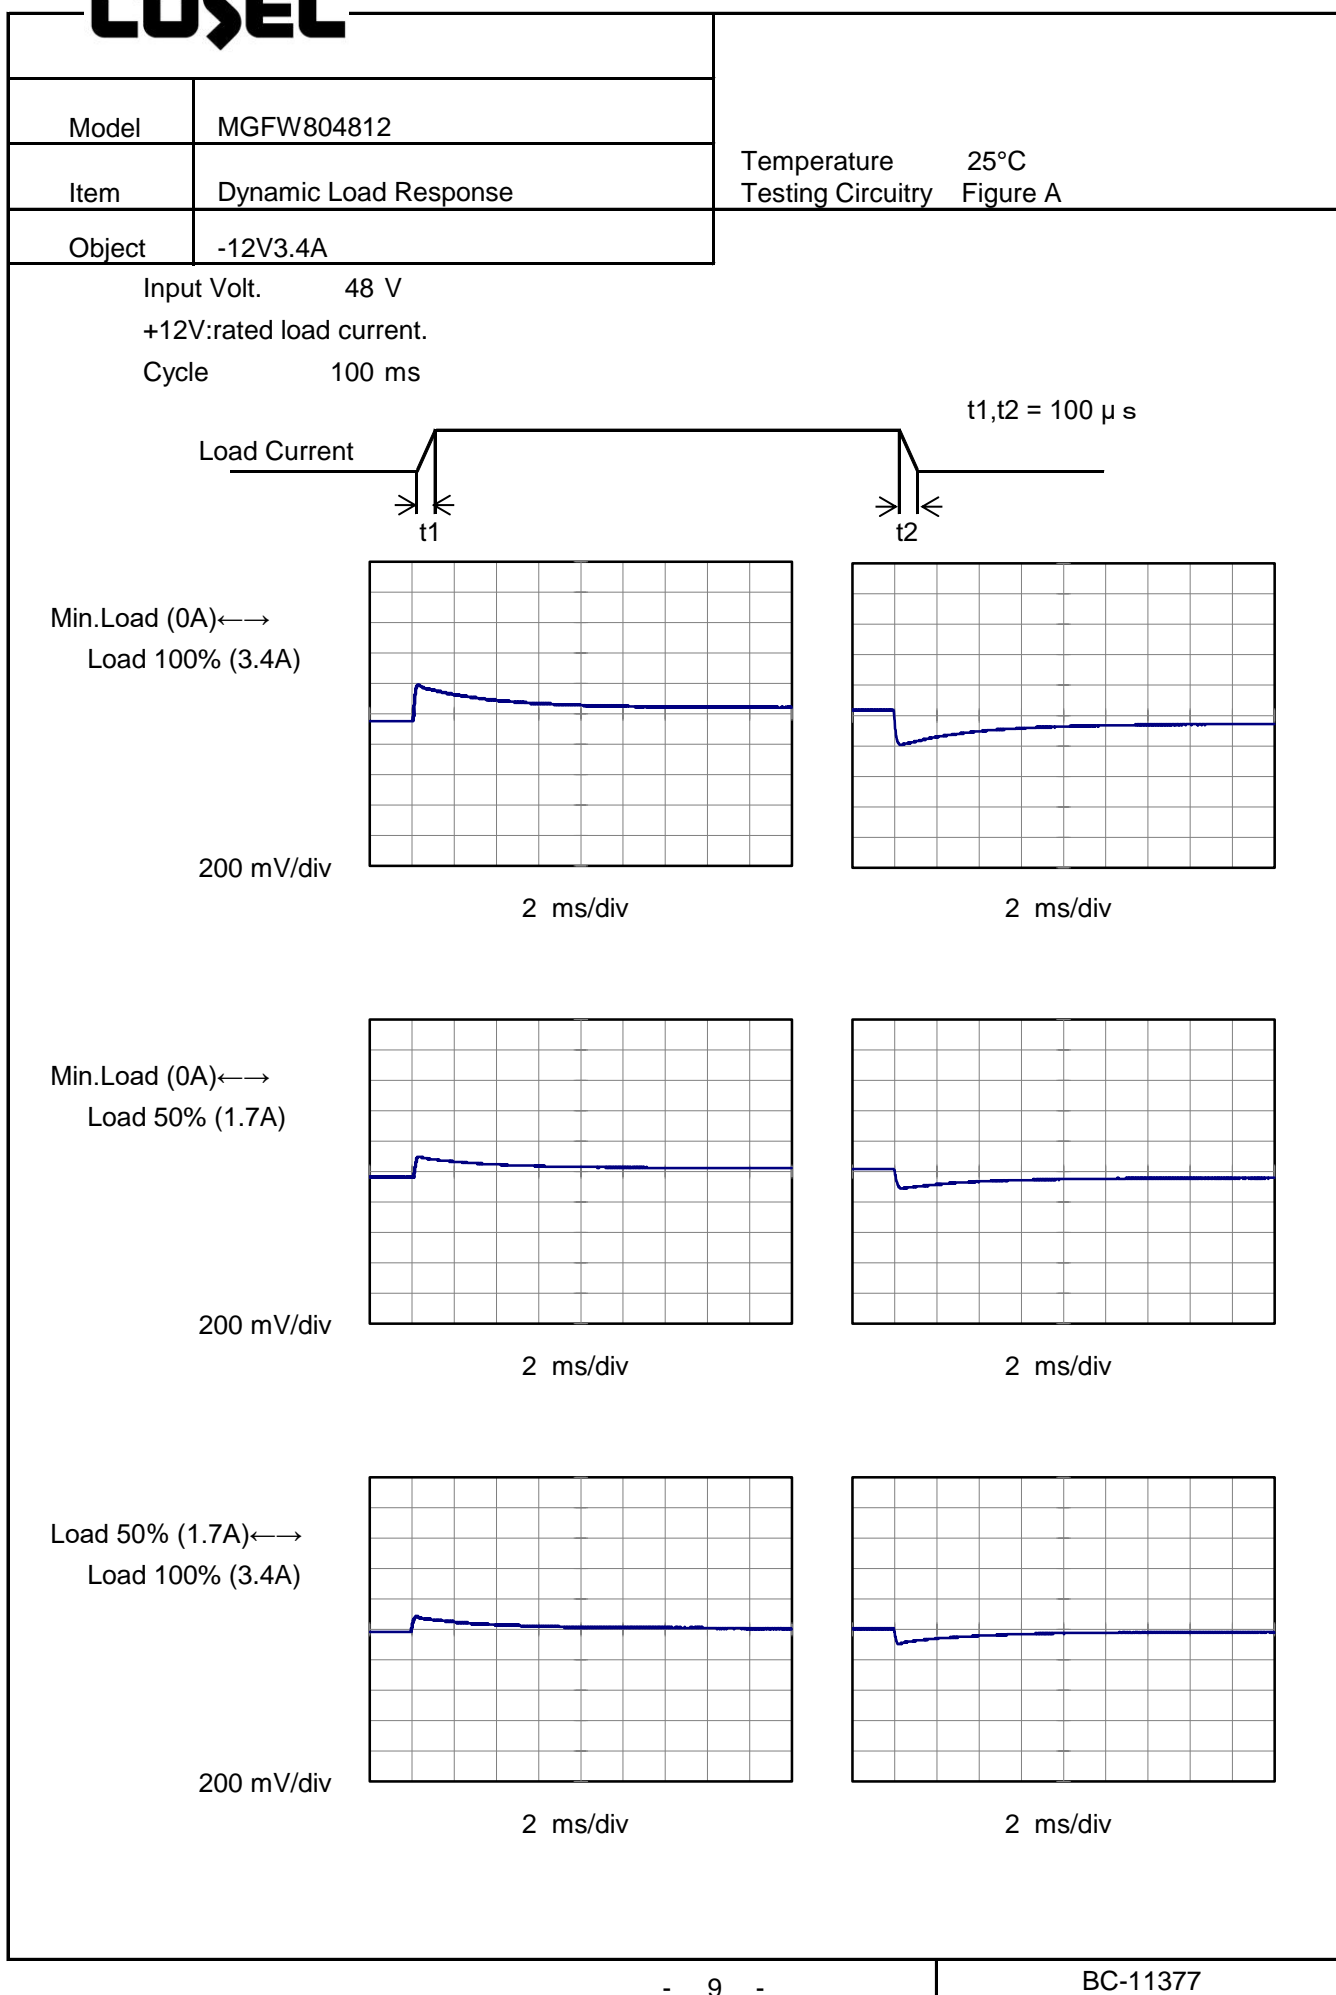 COSEL
Model MGFW804812
Temperature 25°C
Item Dynamic Load Response
Testing Circuitry Figure A
Object -12V3.4A
Input Volt. 48 V
+12V:rated load current.
Cycle 100 ms
t1,t2 = 100 μ s
Load Current
t1 t2
Min.Load (0A)←→
Load 100% (3.4A)
200 mV/div
2 ms/div 2 ms/div
Min.Load (0A)←→
Load 50% (1.7A)
200 mV/div
2 ms/div 2 ms/div
Load 50% (1.7A)←→
Load 100% (3.4A)
200 mV/div
2 ms/div 2 ms/div
- 9 - BC-11377